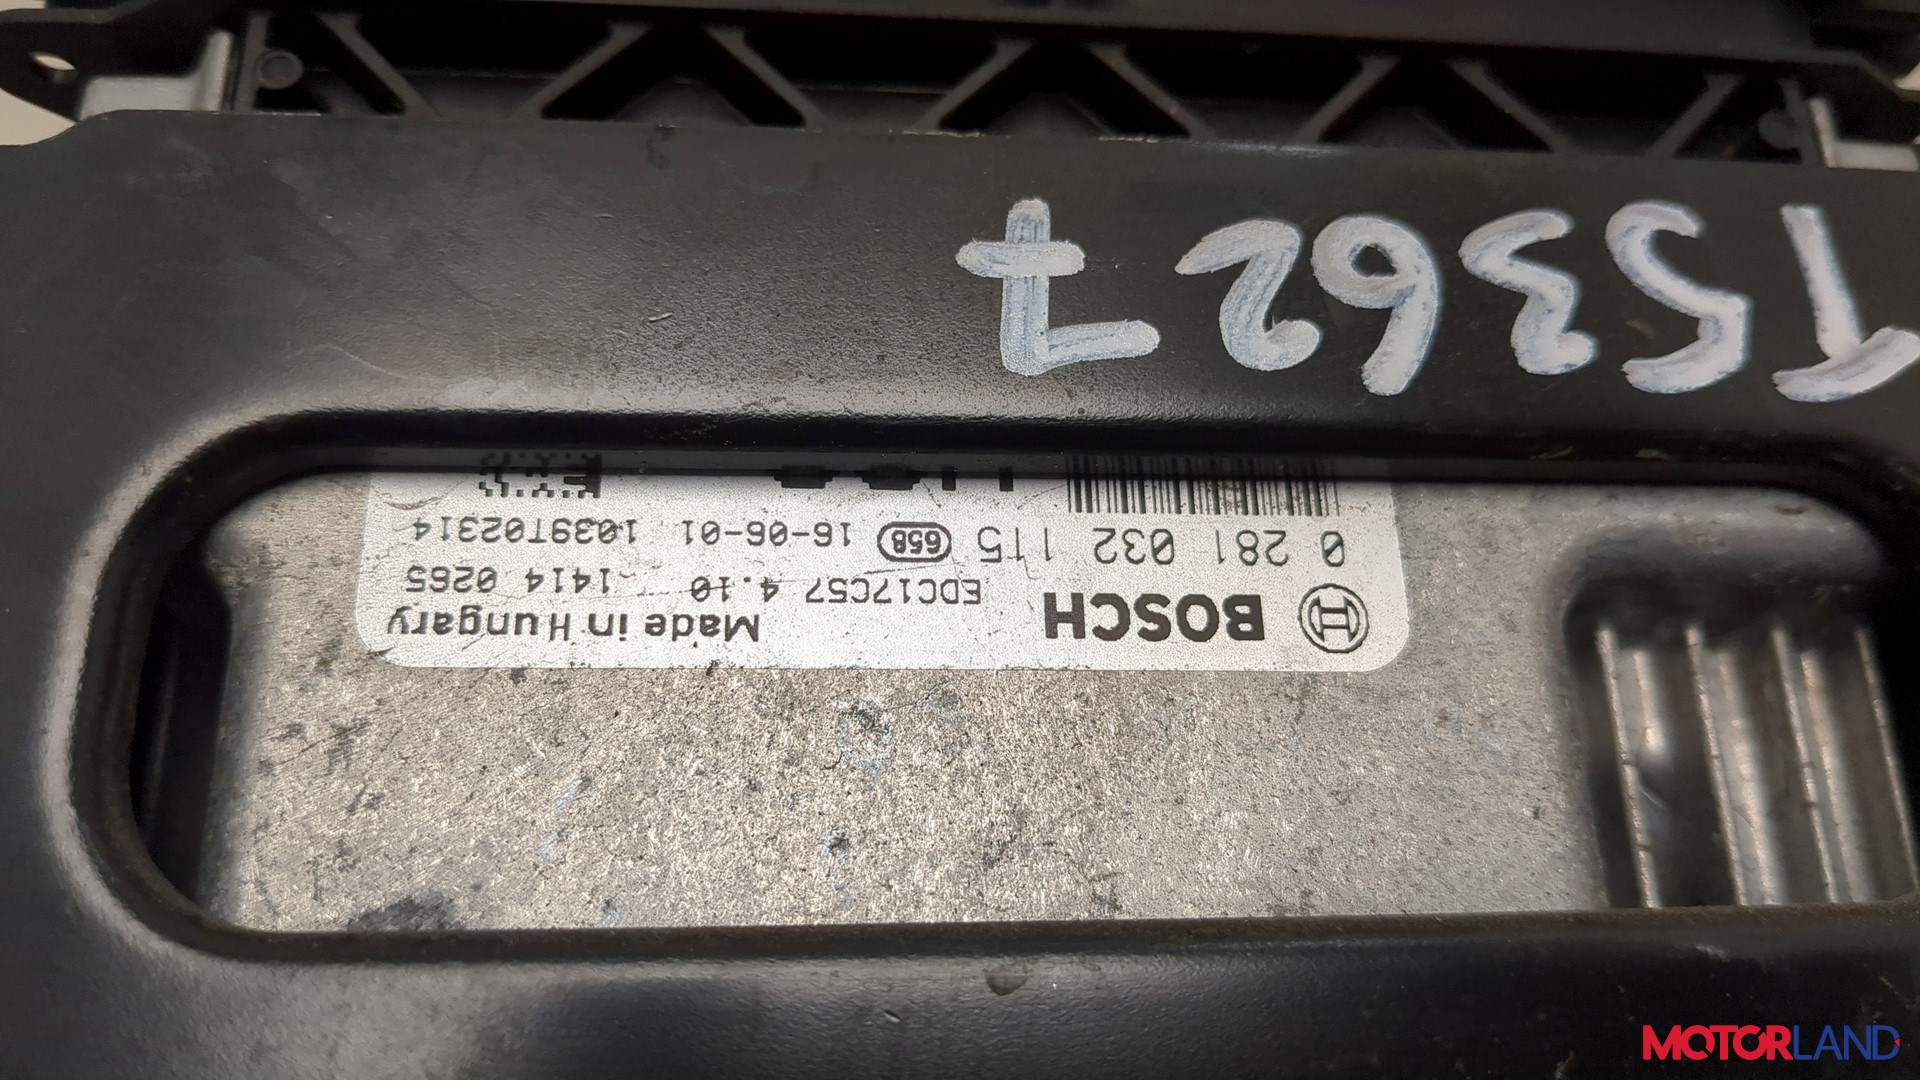 BOSCH
Made in Hungary
EDC17C57 4.10 1414 0265
0 281 032 115 658 16-06-01 1039T02314
T53627
MOTORLAND